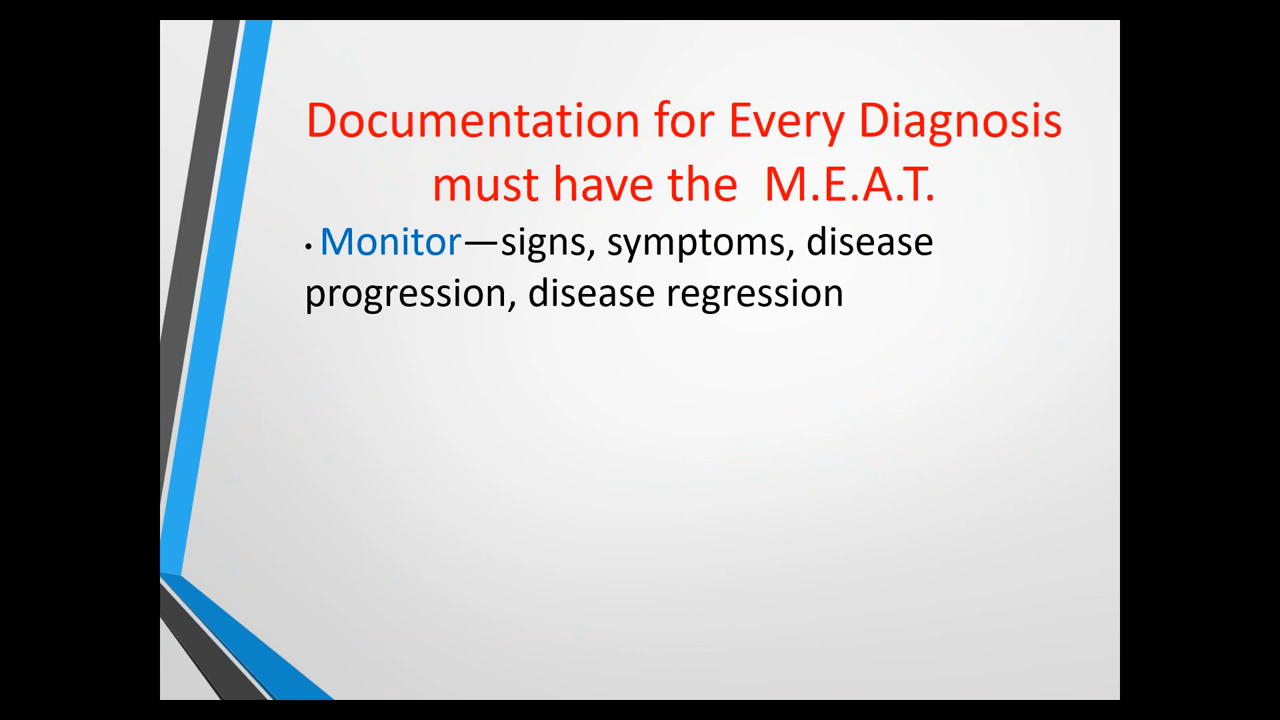 Documentation for Every Diagnosis
must have the  M.E.A.T.
• Monitor—signs, symptoms, disease
progression, disease regression